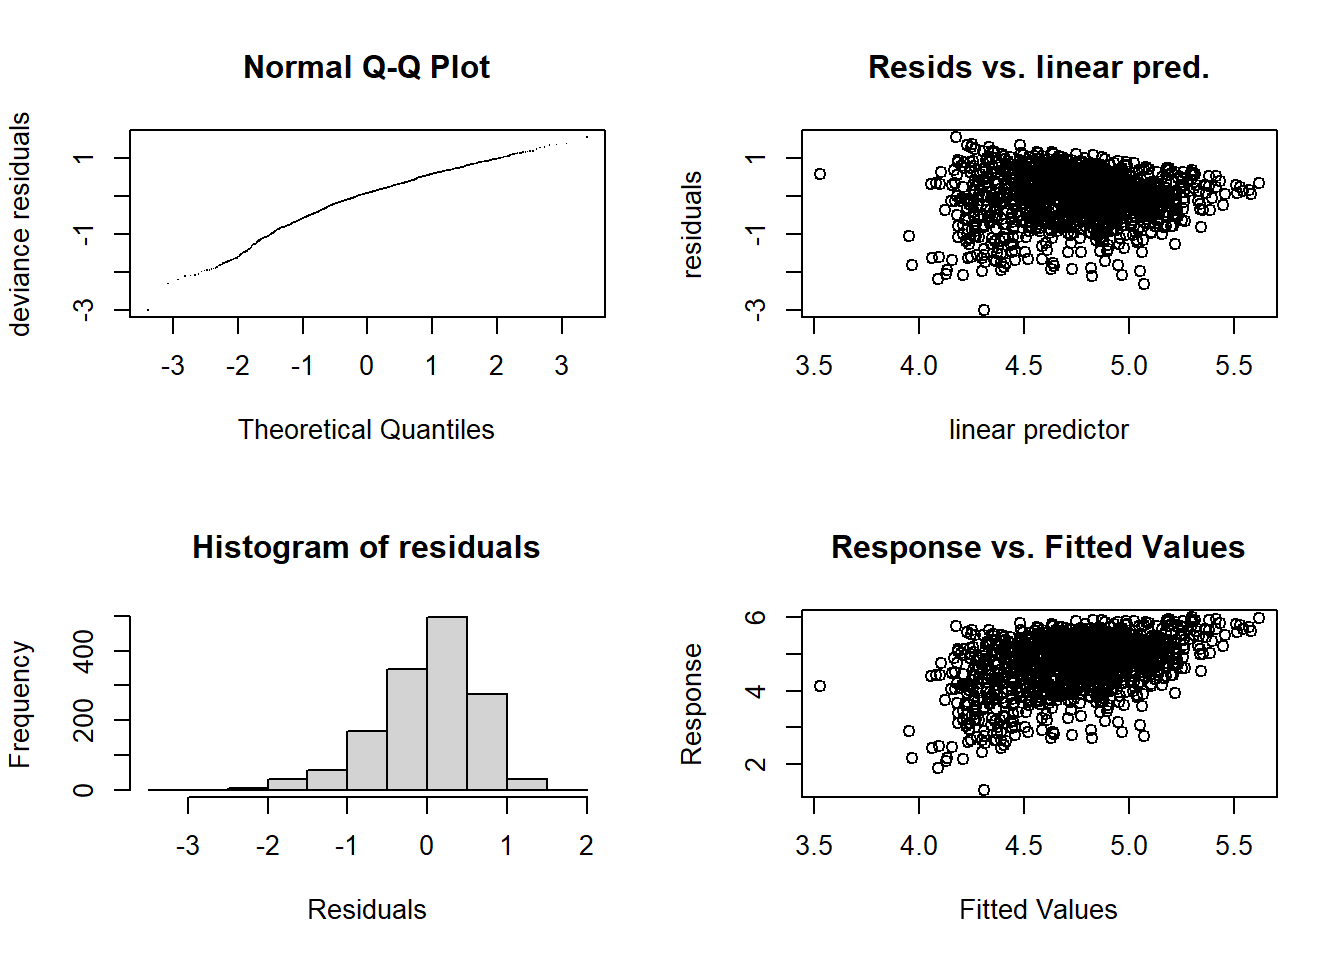 Normal Q-Q Plot
deviance residuals
1
-1
-3
-3 -2 -1 0 1 2 3
Theoretical Quantiles
Resids vs. linear pred.
residuals
1
-1
-3
3.5 4.0 4.5 5.0 5.5
linear predictor
Histogram of residuals
Frequency
400
200
0
-3 -2 -1 0 1 2
Residuals
Response vs. Fitted Values
Response
6
4
2
3.5 4.0 4.5 5.0 5.5
Fitted Values